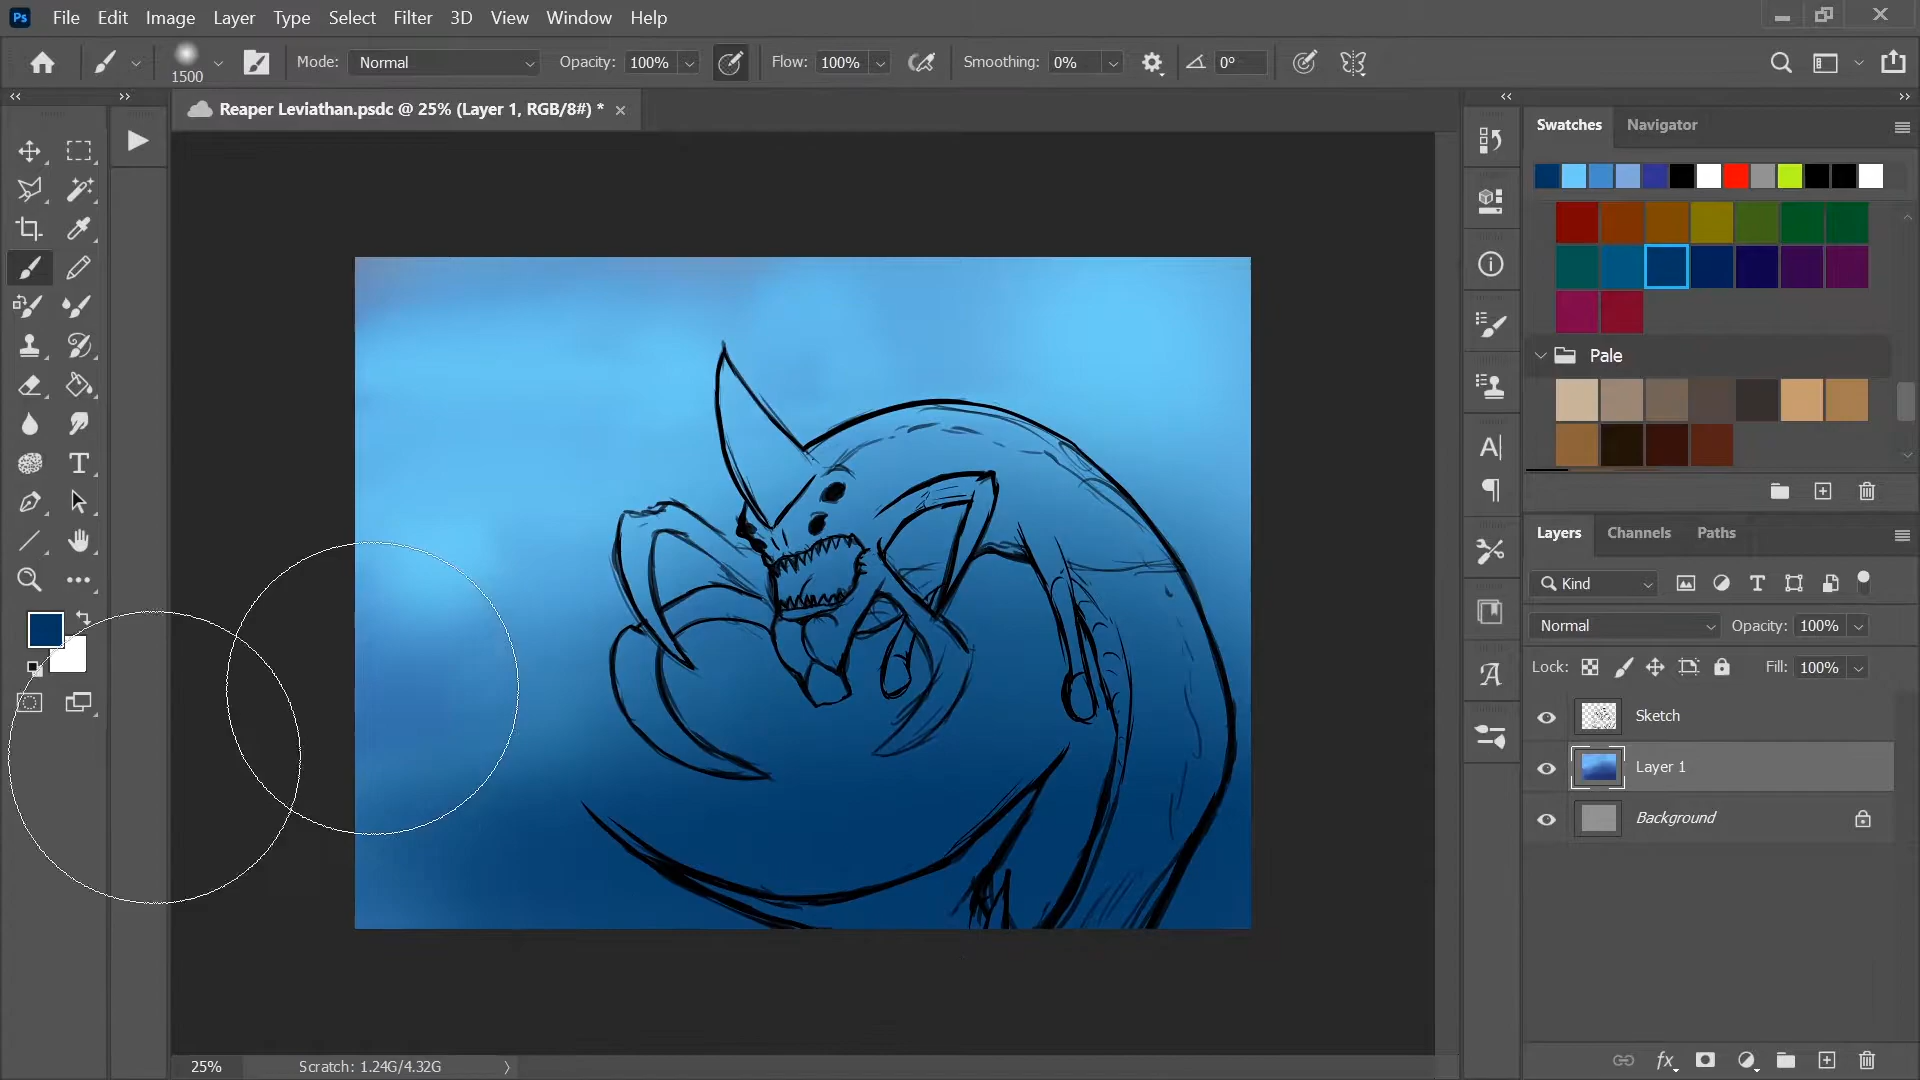 Ps File Edit Image Layer Type Select Filter 3D View Window Help
1500 Mode: Normal Opacity: 100% Flow: 100% Smoothing: 0% 0°
Reaper Leviathan.psdc @ 25% (Layer 1, RGB/8#) * ×
Swatches Navigator
Pale
Layers Channels Paths
Kind
Normal Opacity: 100%
Lock: Fill: 100%
Sketch
Layer 1
Background
fx
25% Scratch: 1.24G/4.32G